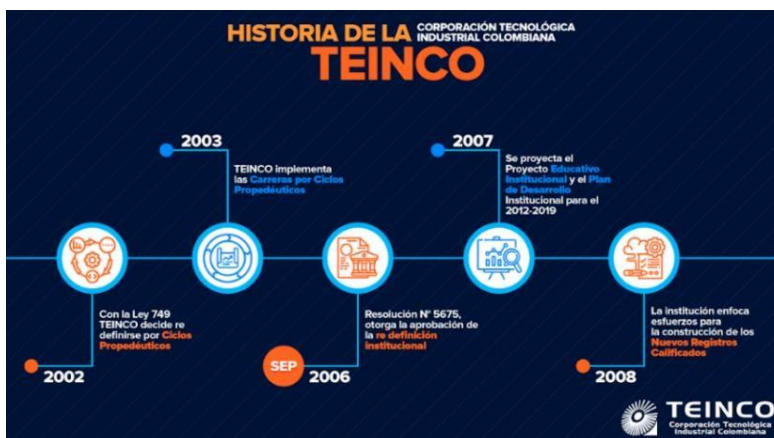 HISTORIA DE LA CORPORACIÓN TECNOLÓGICA
INDUSTRIAL COLOMBIANA
TEINCO
2003
TEINCO implementa
las Carreras por Ciclos
Propedéuticos
2007
Se proyecta el
Proyecto Educativo
Institucional y el Plan
de Desarrollo
Institucional para el
2012-2019
Con la Ley 749
TEINCO decide re
definirse por Ciclos
Propedéuticos
2002
Resolución N° 5675,
otorga la aprobación de
la re definición
institucional
SEP
2006
La institución enfoca
esfuerzos para
la construcción de los
Nuevos Registros
Calificados
2008
TEINCO
Corporación Tecnológica
Industrial Colombiana